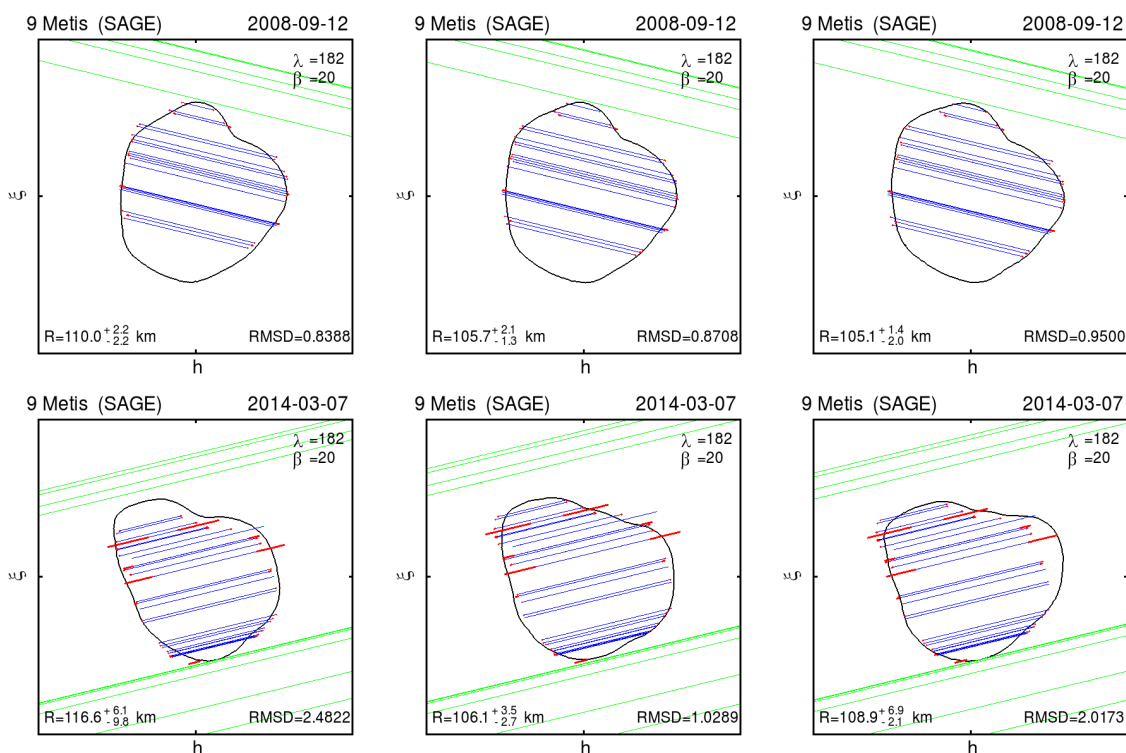 9 Metis (SAGE) 2008-09-12
λ =182
β =20
ξ
R=110.0 +2.2 -2.2 km RMSD=0.8388
h
9 Metis (SAGE) 2008-09-12
λ =182
β =20
ξ
R=105.7 +2.1 -1.3 km RMSD=0.8708
h
9 Metis (SAGE) 2008-09-12
λ =182
β =20
ξ
R=105.1 +1.4 -2.0 km RMSD=0.9500
h
9 Metis (SAGE) 2014-03-07
λ =182
β =20
ξ
R=116.6 +6.1 -9.8 km RMSD=2.4822
h
9 Metis (SAGE) 2014-03-07
λ =182
β =20
ξ
R=106.1 +3.5 -2.7 km RMSD=1.0289
h
9 Metis (SAGE) 2014-03-07
λ =182
β =20
ξ
R=108.9 +6.9 -2.1 km RMSD=2.0173
h